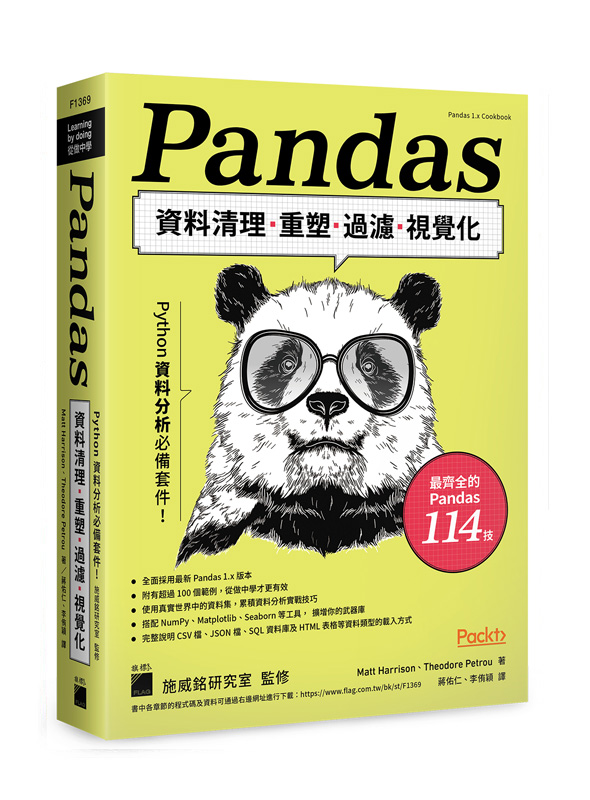 F1369
Learning
by doing
從做中學
Pandas
資料清理·重塑·過濾·視覺化
Python 資料分析必備套件！
Matt Harrison、Theodore Petrou 著／蔣佑仁、李侑穎 譯
施威銘研究室 監修
Pandas 1.x Cookbook
Pandas
資料清理·重塑·過濾·視覺化
Python 資料分析必備套件！
最齊全的
Pandas
114技
• 全面採用最新 Pandas 1.x 版本
• 附有超過 100 個範例，從做中學才更有效
• 使用真實世界中的資料集，累積資料分析實戰技巧
• 搭配 NumPy、Matplotlib、Seaborn 等工具，擴增你的武器庫
• 完整說明 CSV 檔、JSON 檔、SQL 資料庫及 HTML 表格等資料類型的載入方式
Packt>
旗標
FLAG
施威銘研究室 監修
Matt Harrison、Theodore Petrou 著
蔣佑仁、李侑穎 譯
書中各章節的程式碼及資料可通過右邊網址進行下載：https://www.flag.com.tw/bk/st/F1369